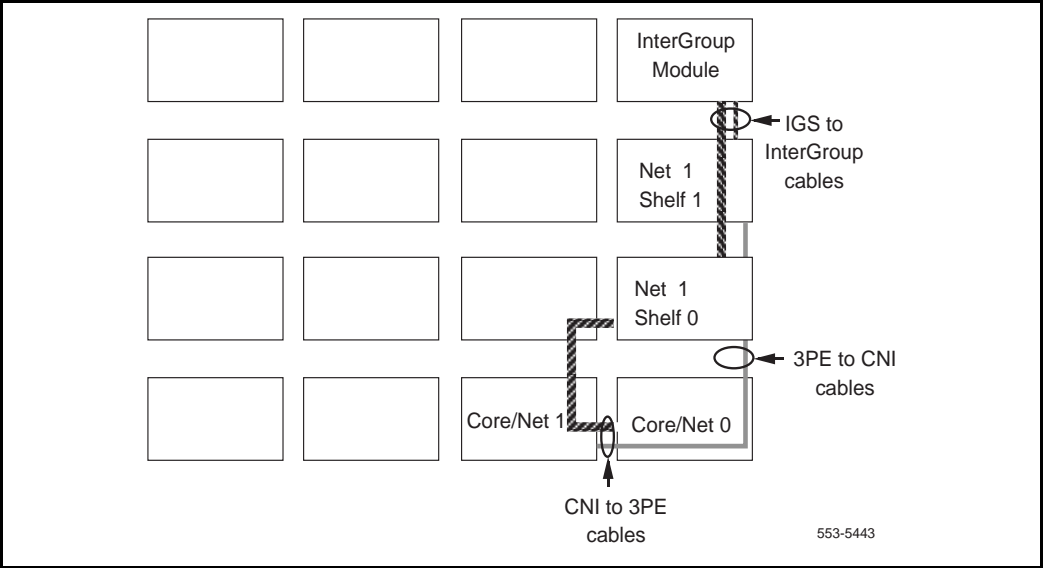 InterGroup
Module
IGS to
InterGroup
cables
Net 1
Shelf 1
Net 1
Shelf 0
3PE to CNI
cables
Core/Net 1
Core/Net 0
CNI to 3PE
cables
553-5443